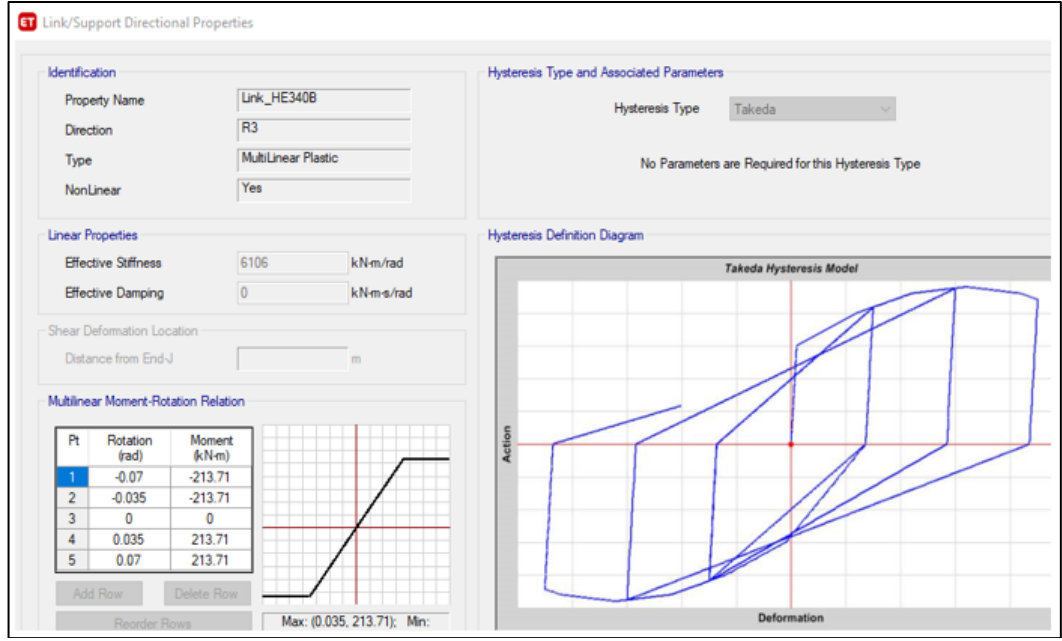 ET Link/Support Directional Properties
Identification
Property Name Link_HE340B
Direction R3
Type MultiLinear Plastic
NonLinear Yes
Linear Properties
Effective Stiffness 6106 kN-m/rad
Effective Damping 0 kN-m-s/rad
Shear Deformation Location
Distance from End-J m
Multilinear Moment-Rotation Relation
Pt Rotation (rad) Moment (kN-m)
1 -0.07 -213.71
2 -0.035 -213.71
3 0 0
4 0.035 213.71
5 0.07 213.71
Add Row Delete Row
Reorder Rows
Max: (0.035, 213.71); Min:
Hysteresis Type and Associated Parameters
Hysteresis Type Takeda
No Parameters are Required for this Hysteresis Type
Hysteresis Definition Diagram
Takeda Hysteresis Model
Action
Deformation